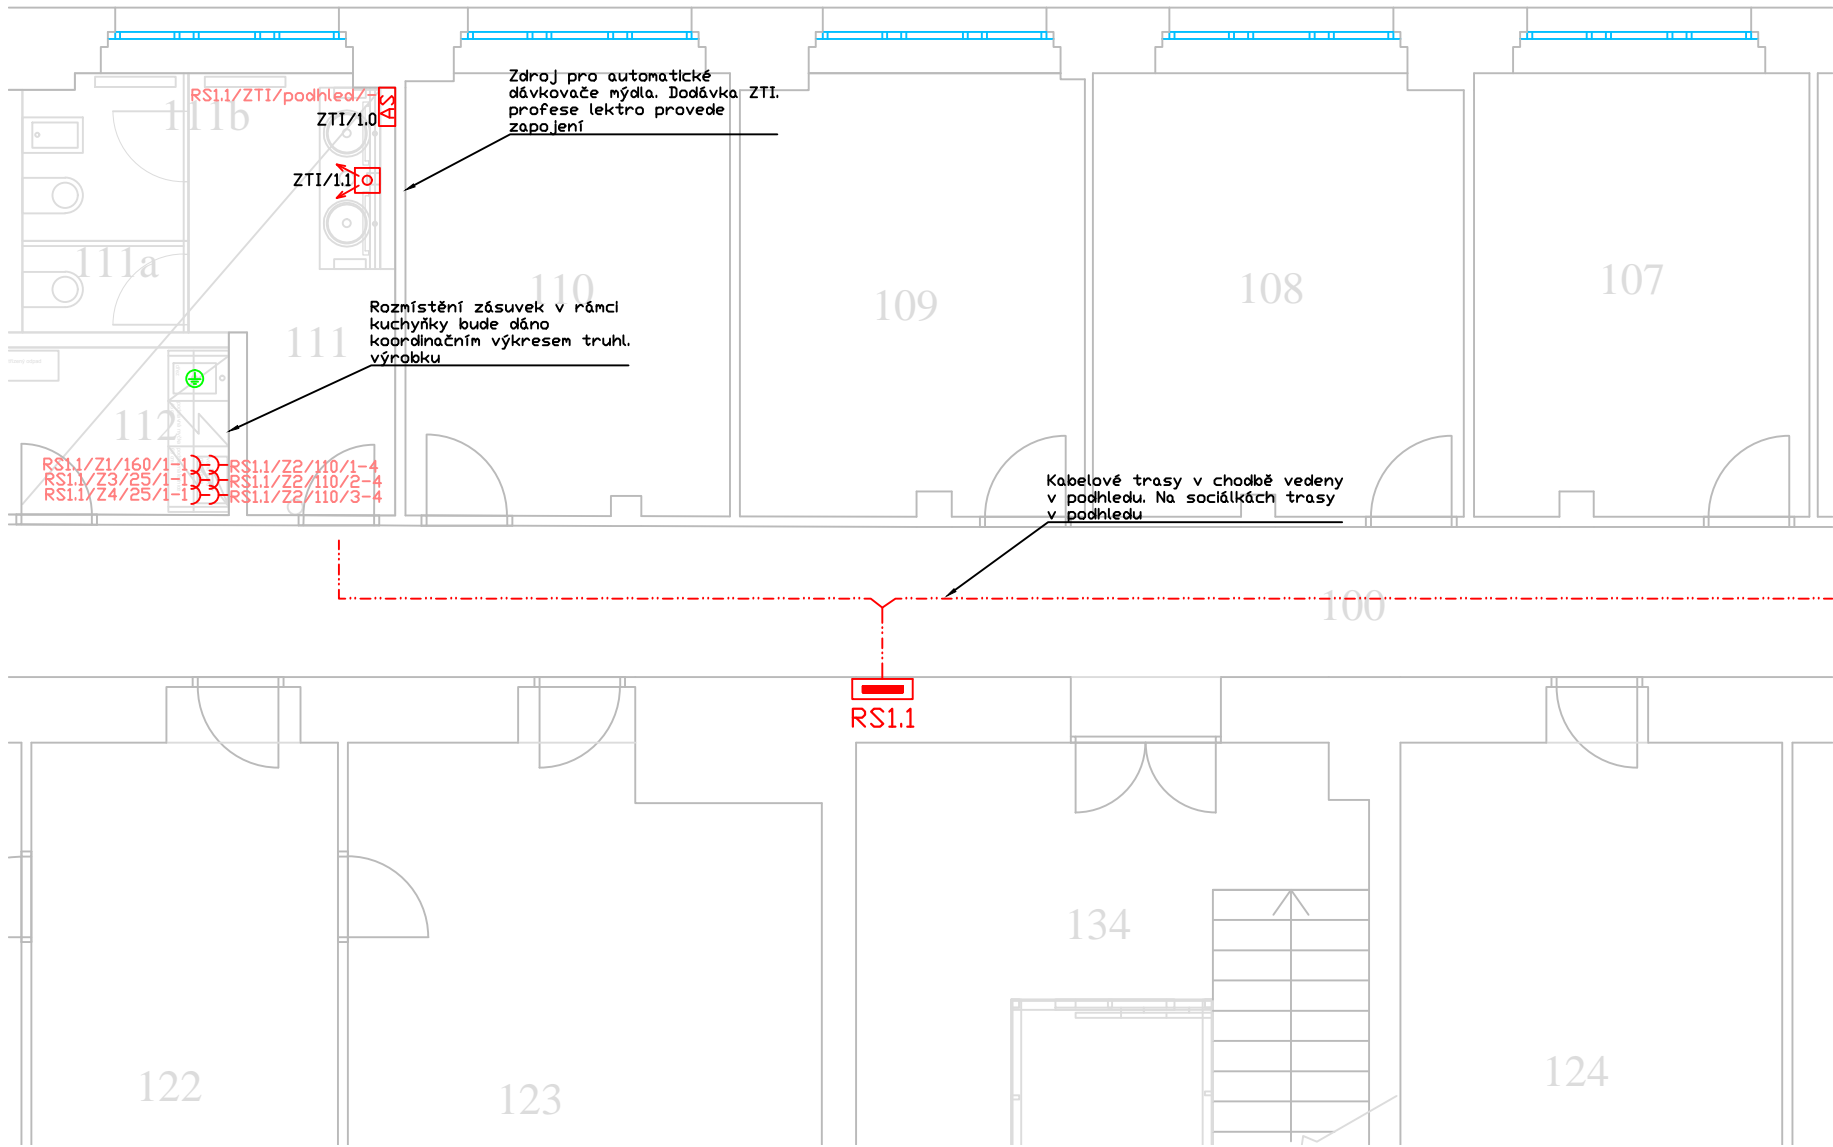 Zdroj pro automatické
dávkovače mýdla. Dodávka ZTI.
profese lektro provede
zapojení
RS1.1/ZTI/podhled/-
AS
111b
ZTI/1.0
ZTI/1.1
111a
110
109
108
107
Rozmístění zásuvek v rámci
kuchyňky bude dáno
koordinačním výkresem truhl.
výrobku
111
112
RS1.1/Z1/160/1-1
RS1.1/Z2/110/1-4
RS1.1/Z3/25/1-1
RS1.1/Z2/110/2-4
RS1.1/Z4/25/1-1
RS1.1/Z2/110/3-4
Kabelové trasy v chodbě vedeny
v podhledu. Na sociálkách trasy
v podhledu
100
RS1.1
134
122
123
124